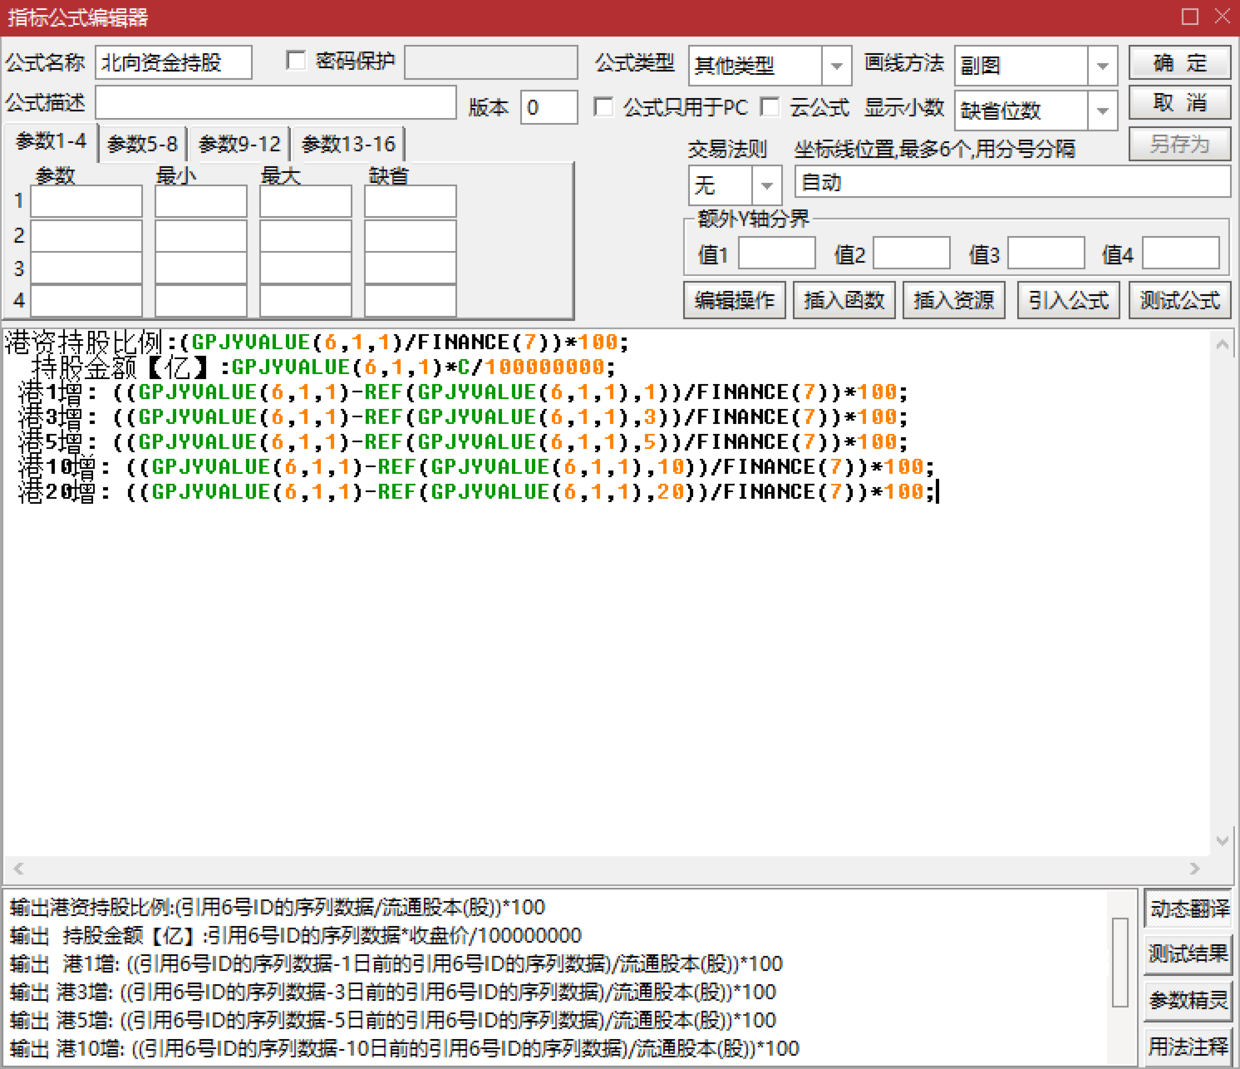 指标公式编辑器
公式名称 北向资金持股 密码保护 公式类型 其他类型 画线方法 副图 确 定
公式描述 版本 0 公式只用于PC 云公式 显示小数 缺省位数 取 消
参数1-4 参数5-8 参数9-12 参数13-16 交易法则 坐标线位置,最多6个,用分号分隔 另存为
参数 最小 最大 缺省 无 自动
1
额外Y轴分界
2 值1 值2 值3 值4
3
4 编辑操作 插入函数 插入资源 引入公式 测试公式
港资持股比例:(GPJYVALUE(6,1,1)/FINANCE(7))*100;
持股金额【亿】:GPJYVALUE(6,1,1)*C/100000000;
港1增: ((GPJYVALUE(6,1,1)-REF(GPJYVALUE(6,1,1),1))/FINANCE(7))*100;
港3增: ((GPJYVALUE(6,1,1)-REF(GPJYVALUE(6,1,1),3))/FINANCE(7))*100;
港5增: ((GPJYVALUE(6,1,1)-REF(GPJYVALUE(6,1,1),5))/FINANCE(7))*100;
港10增: ((GPJYVALUE(6,1,1)-REF(GPJYVALUE(6,1,1),10))/FINANCE(7))*100;
港20增: ((GPJYVALUE(6,1,1)-REF(GPJYVALUE(6,1,1),20))/FINANCE(7))*100;
输出港资持股比例:(引用6号ID的序列数据/流通股本(股))*100
输出 持股金额【亿】:引用6号ID的序列数据*收盘价/100000000
输出 港1增: ((引用6号ID的序列数据-1日前的引用6号ID的序列数据)/流通股本(股))*100
输出 港3增: ((引用6号ID的序列数据-3日前的引用6号ID的序列数据)/流通股本(股))*100
输出 港5增: ((引用6号ID的序列数据-5日前的引用6号ID的序列数据)/流通股本(股))*100
输出 港10增: ((引用6号ID的序列数据-10日前的引用6号ID的序列数据)/流通股本(股))*100
动态翻译
测试结果
参数精灵
用法注释